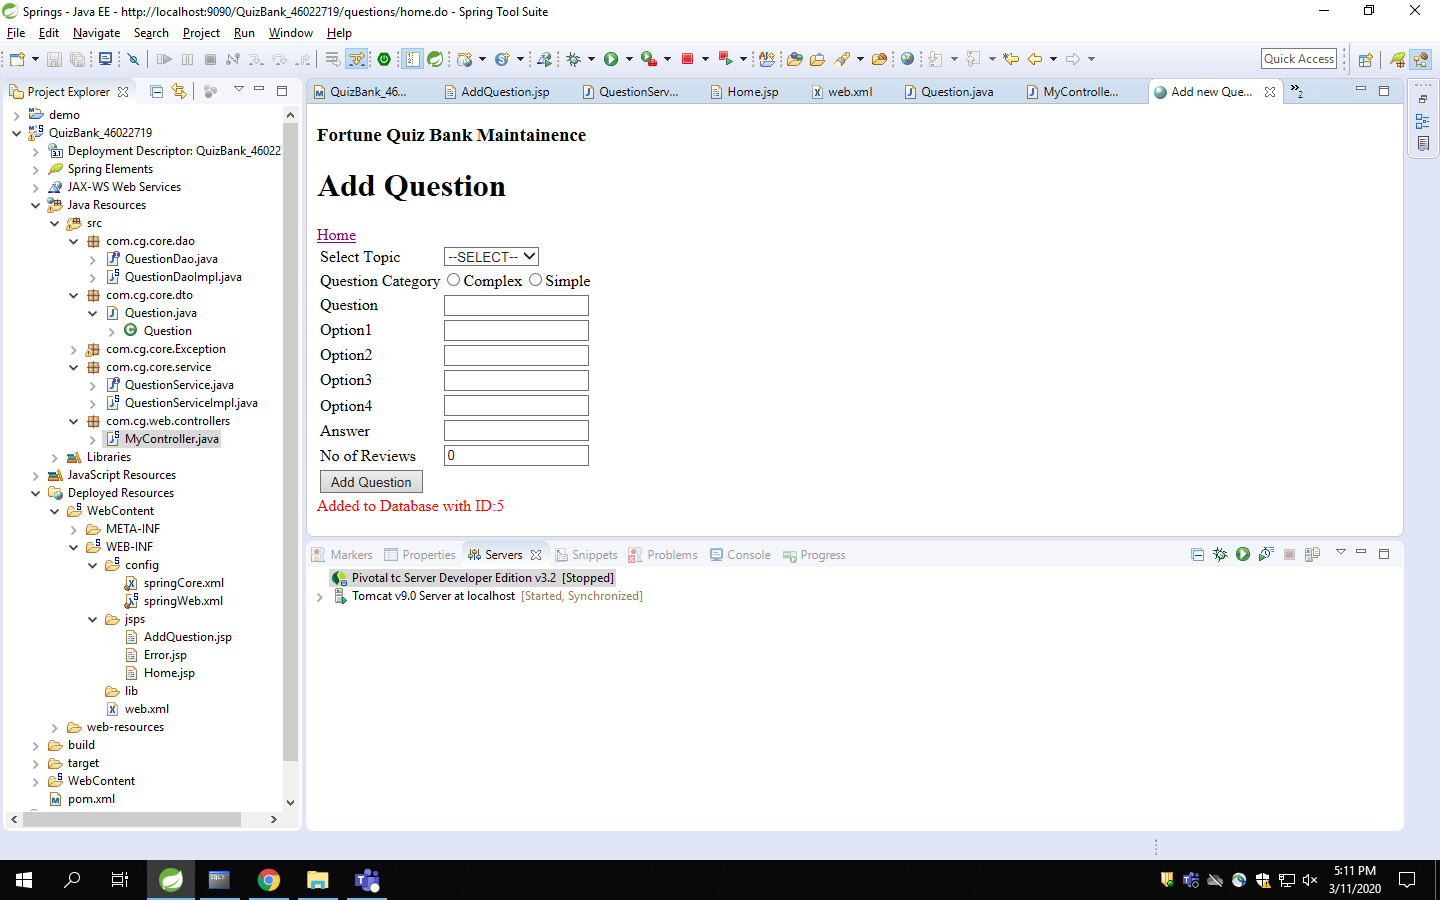 Springs - Java EE - http://localhost:9090/QuizBank_46022719/questions/home.do - Spring Tool Suite
File Edit Navigate Search Project Run Window Help
Quick Access
Project Explorer
demo
QuizBank_46022719
Deployment Descriptor: QuizBank_46022
Spring Elements
JAX-WS Web Services
Java Resources
src
com.cg.core.dao
QuestionDao.java
QuestionDaoImpl.java
com.cg.core.dto
Question.java
Question
com.cg.core.Exception
com.cg.core.service
QuestionService.java
QuestionServiceImpl.java
com.cg.web.controllers
MyController.java
Libraries
JavaScript Resources
Deployed Resources
WebContent
META-INF
WEB-INF
config
springCore.xml
springWeb.xml
jsps
AddQuestion.jsp
Error.jsp
Home.jsp
lib
web.xml
web-resources
build
target
WebContent
pom.xml
QuizBank_46... AddQuestion.jsp QuestionServ... Home.jsp web.xml Question.java MyControlle... Add new Que... »2
Fortune Quiz Bank Maintainence
Add Question
Home
Select Topic --SELECT--
Question Category Complex Simple
Question
Option1
Option2
Option3
Option4
Answer
No of Reviews 0
Add Question
Added to Database with ID:5
Markers Properties Servers Snippets Problems Console Progress
Pivotal tc Server Developer Edition v3.2 [Stopped]
Tomcat v9.0 Server at localhost [Started, Synchronized]
5:11 PM
3/11/2020